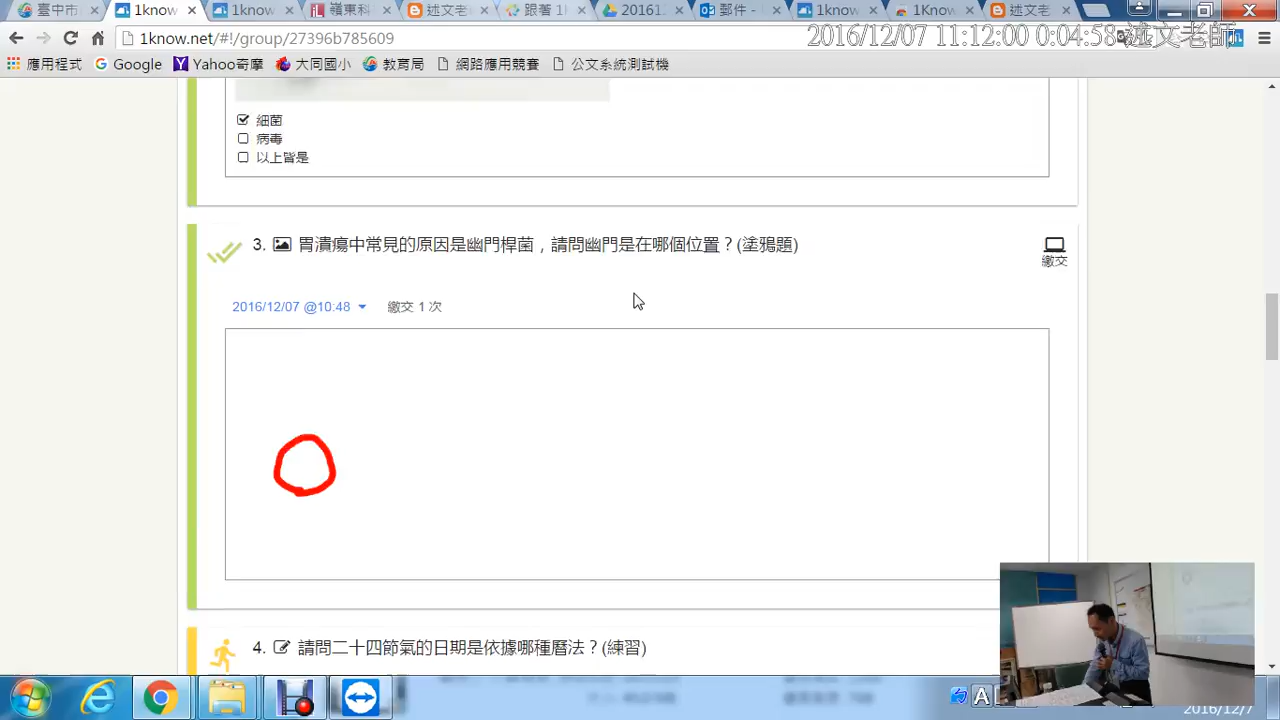 臺中市
1know
1know
嶺東科
述文老
跟著 1
20161
郵件 -
1know
1Know
述文老
1know.net/#!/group/27396b785609
2016/12/07 11:12:00 0:04:58 述文老師
應用程式
Google
Yahoo奇摩
大同國小
教育局
網路應用競賽
公文系統測試機
細菌
病毒
以上皆是
3. 胃潰瘍中常見的原因是幽門桿菌，請問幽門是在哪個位置？(塗鴉題)
繳交
2016/12/07 @10:48
繳交 1 次
4. 請問二十四節氣的日期是依據哪種曆法？(練習)
A
2016/12/7